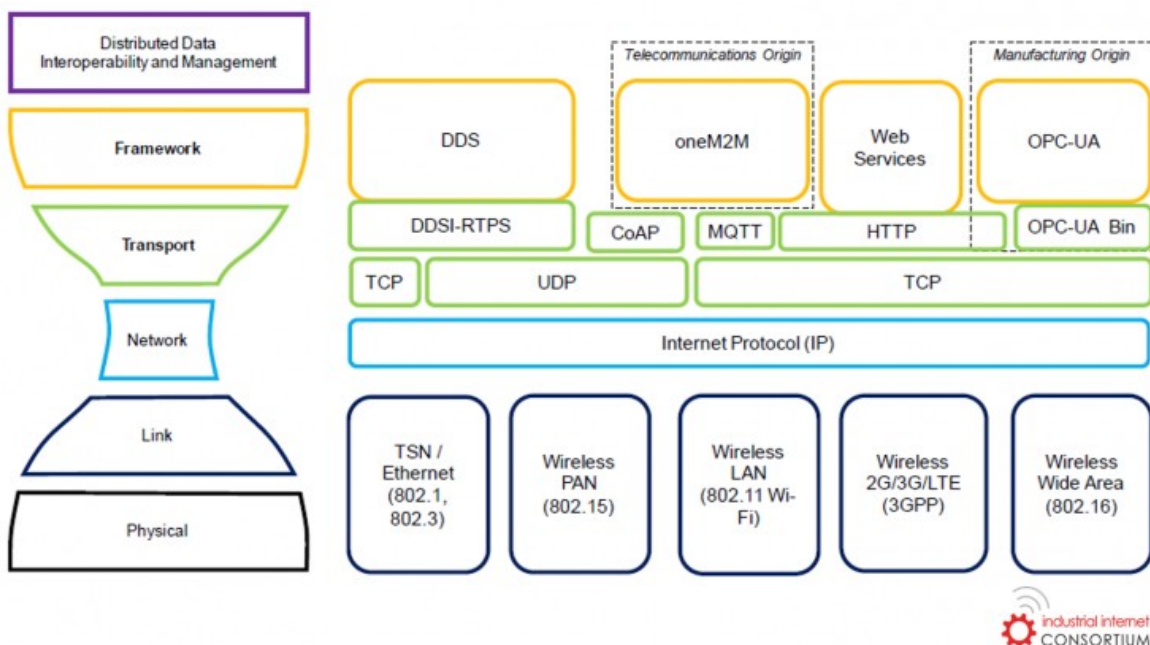 Distributed Data
Interoperability and Management
Framework
Transport
Network
Link
Physical
Telecommunications Origin
Manufacturing Origin
DDS
oneM2M
Web
Services
OPC-UA
DDSI-RTPS
CoAP
MQTT
HTTP
OPC-UA Bin
TCP
UDP
TCP
Internet Protocol (IP)
TSN /
Ethernet
(802.1,
802.3)
Wireless
PAN
(802.15)
Wireless
LAN
(802.11 Wi-
Fi)
Wireless
2G/3G/LTE
(3GPP)
Wireless
Wide Area
(802.16)
industrial internet
CONSORTIUM